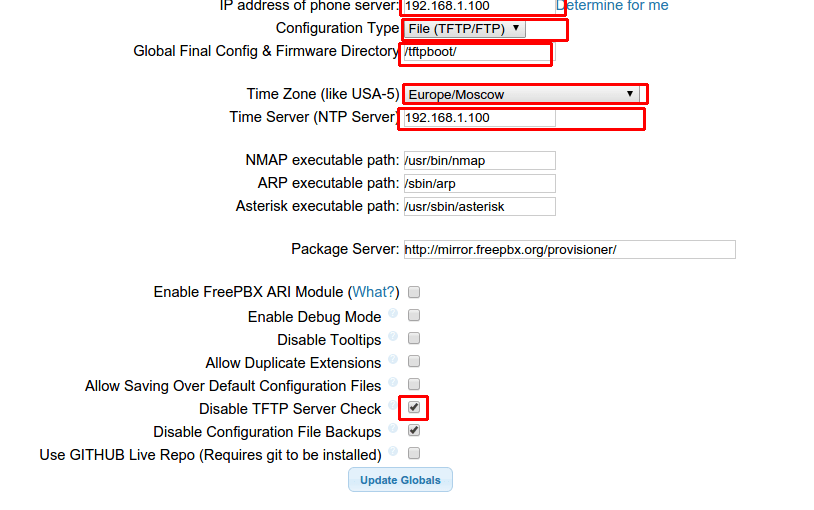 IP address of phone server: 192.168.1.100 Determine for me
Configuration Type File (TFTP/FTP)
Global Final Config & Firmware Directory /tftpboot/
Time Zone (like USA-5) Europe/Moscow
Time Server (NTP Server) 192.168.1.100
NMAP executable path: /usr/bin/nmap
ARP executable path: /sbin/arp
Asterisk executable path: /usr/sbin/asterisk
Package Server: http://mirror.freepbx.org/provisioner/
Enable FreePBX ARI Module (What?)
Enable Debug Mode ?
Disable Tooltips ?
Allow Duplicate Extensions ?
Allow Saving Over Default Configuration Files ?
Disable TFTP Server Check ?
Disable Configuration File Backups ?
Use GITHUB Live Repo (Requires git to be installed) ?
Update Globals